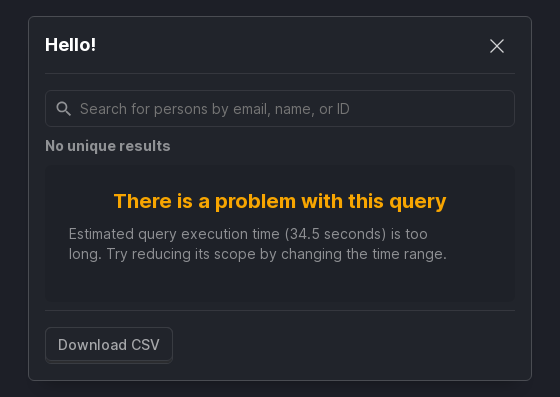 Hello!
Search for persons by email, name, or ID
No unique results
There is a problem with this query
Estimated query execution time (34.5 seconds) is too
long. Try reducing its scope by changing the time range.
Download CSV